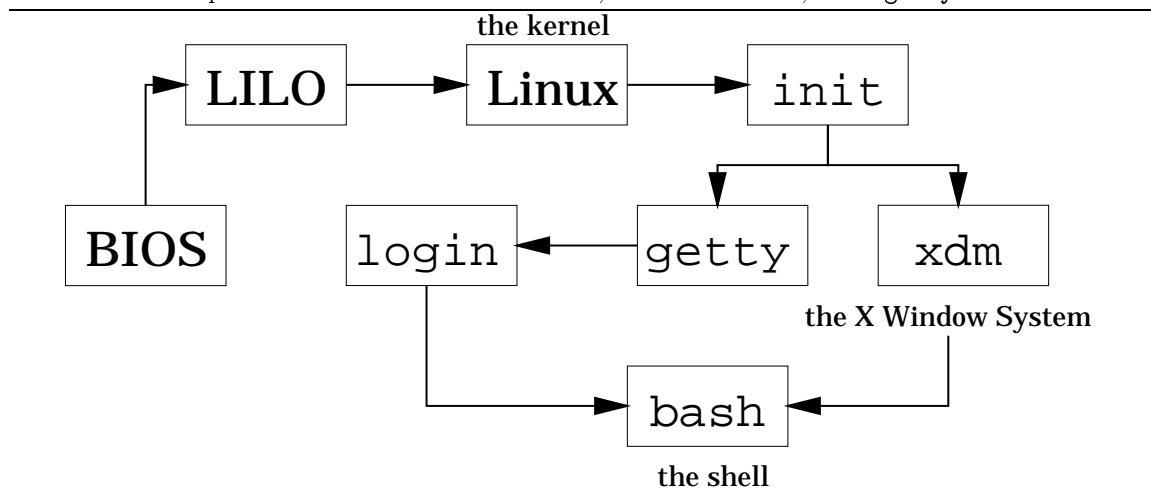 the kernel
LILO
Linux
init
BIOS
login
getty
xdm
the X Window System
bash
the shell